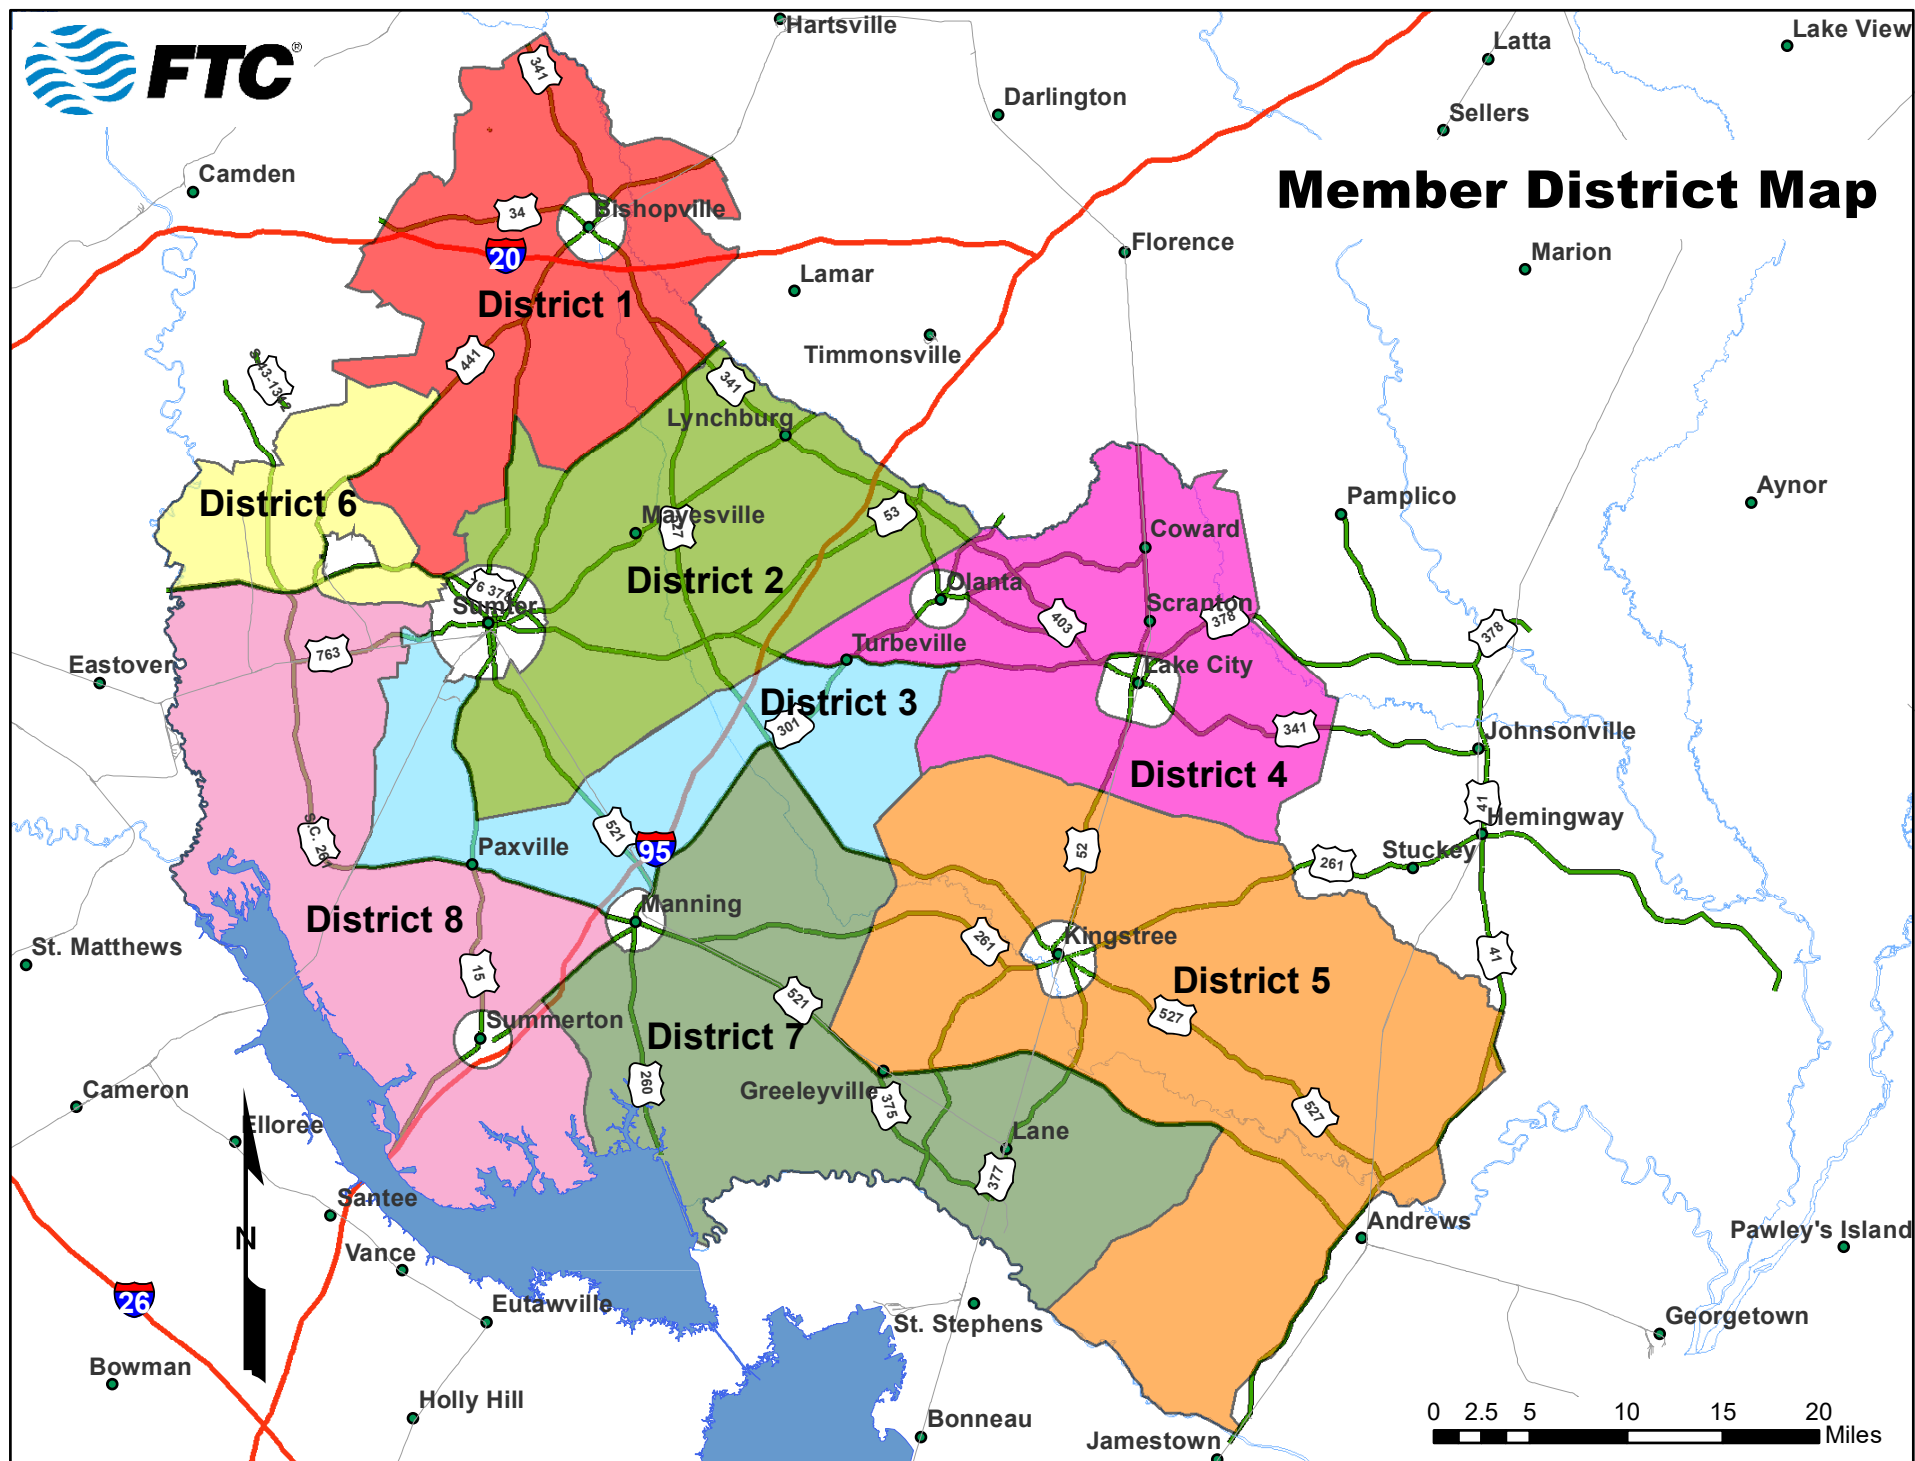 FTC®
Member District Map
Hartsville
Latta
Lake View
Darlington
Sellers
Camden
341
34
Bishopville
20
Florence
Marion
Lamar
District 1
Timmonsville
441
341
Lynchburg
District 6
Mayesville
53
Pamplico
Aynor
Coward
District 2
Olanta
Sumter
Scranton
403
378
378
Turbeville
763
Eastover
Lake City
District 3
301
341
Johnsonville
District 4
41
Hemingway
521
95
52
Paxville
261
Stuckey
S.C. 26
Manning
District 8
Kingstree
261
St. Matthews
41
15
521
District 5
527
Summerton
District 7
260
Greeleyville
375
527
Cameron
Elloree
Lane
377
Santee
N
Andrews
Pawley's Island
Vance
26
Eutawville
St. Stephens
Georgetown
Bowman
Holly Hill
Bonneau
Jamestown
0 2.5 5 10 15 20
Miles